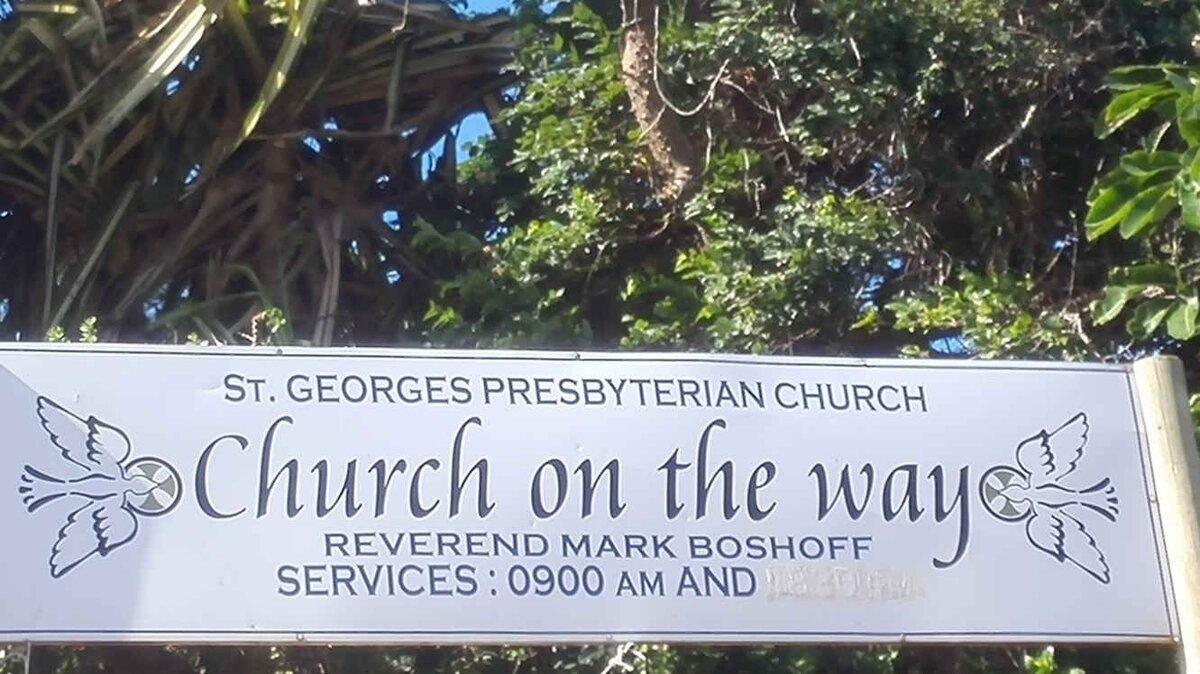 ST. GEORGES PRESBYTERIAN CHURCH
Church on the way
REVEREND MARK BOSHOFF
SERVICES : 0900 AM AND